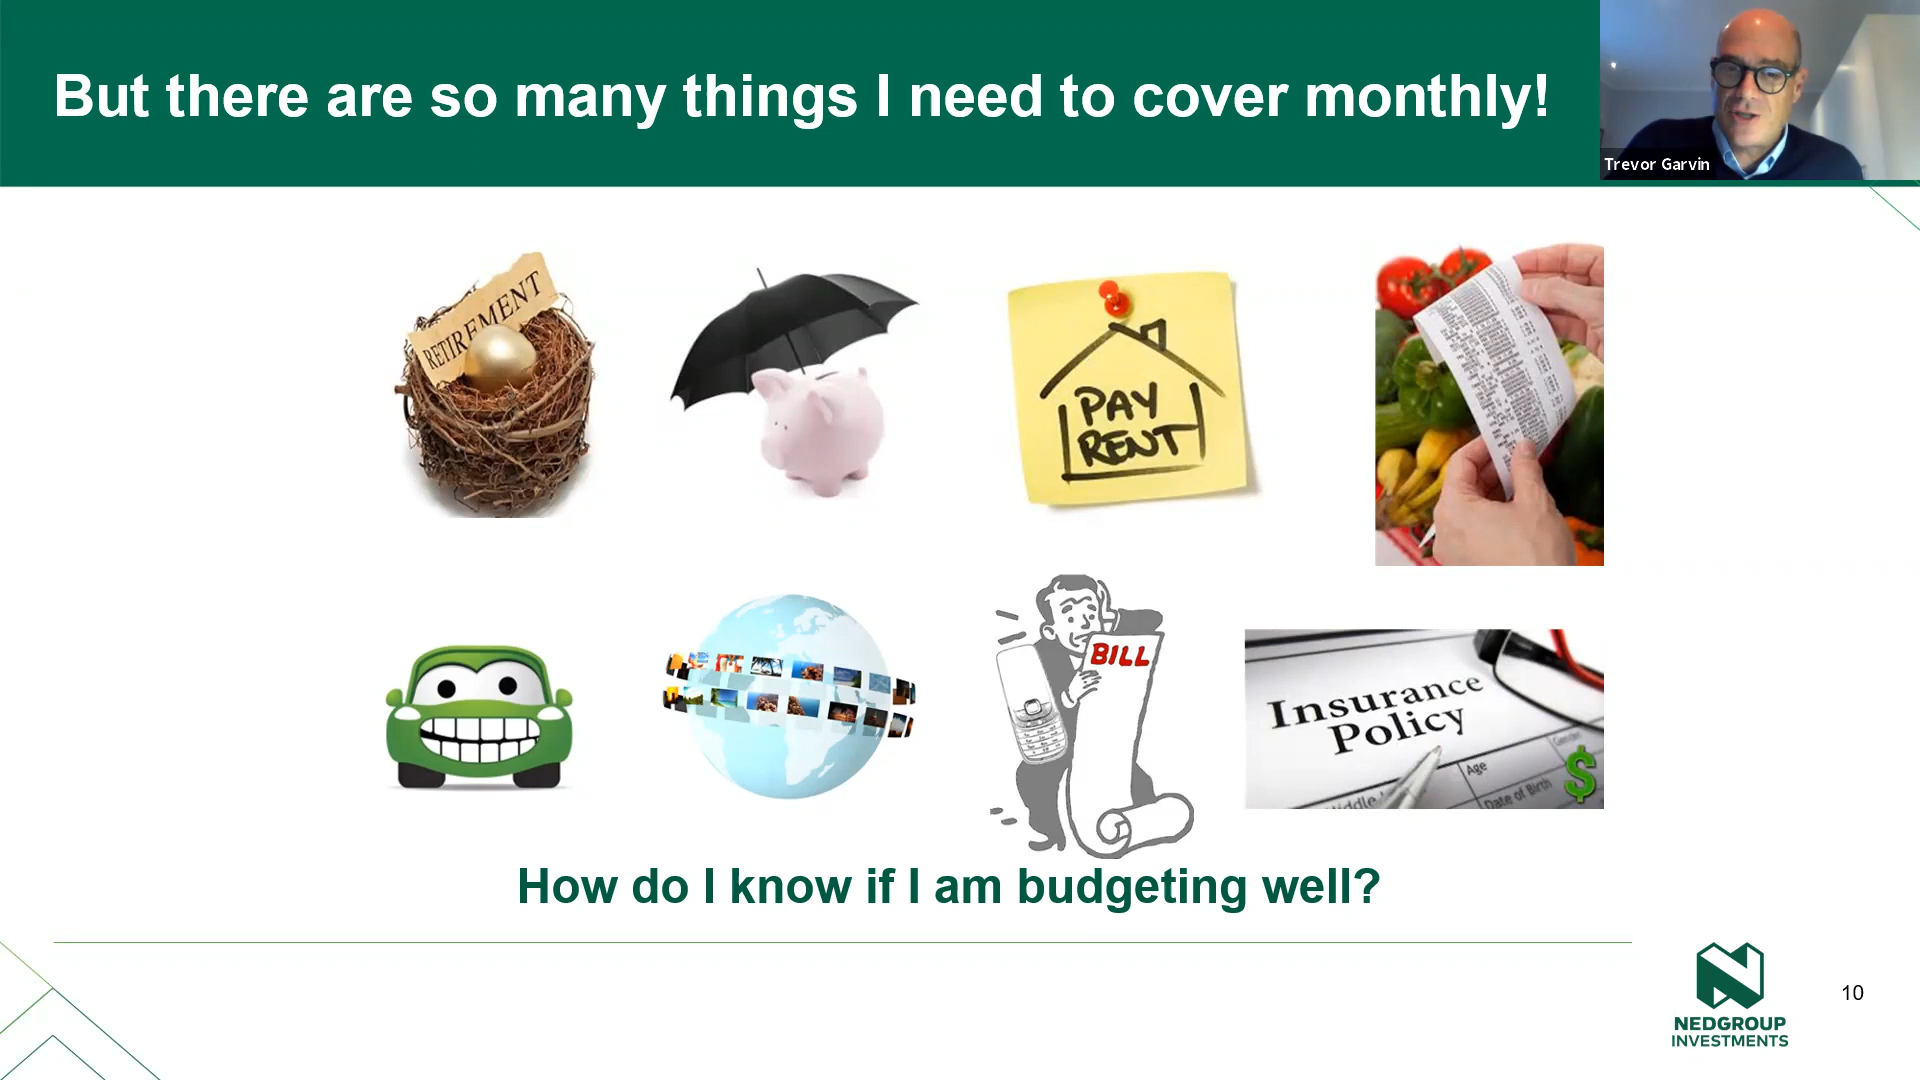 But there are so many things I need to cover monthly!
Trevor Garvin
RETIREMENT
PAY
RENT
BILL
Insurance
Policy
Age
Date of Birth
$
How do I know if I am budgeting well?
NEDGROUP
INVESTMENTS
10